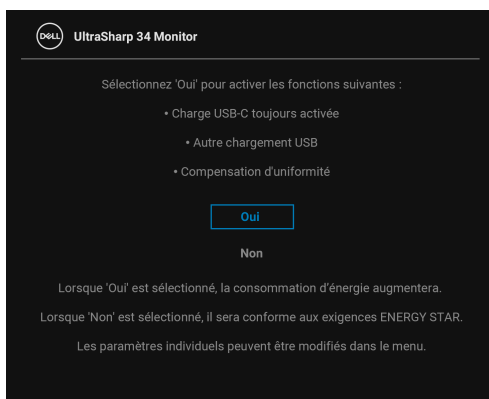 DELL UltraSharp 34 Monitor
Sélectionnez 'Oui' pour activer les fonctions suivantes :
• Charge USB-C toujours activée
• Autre chargement USB
• Compensation d'uniformité
Oui
Non
Lorsque 'Oui' est sélectionné, la consommation d'énergie augmentera.
Lorsque 'Non' est sélectionné, il sera conforme aux exigences ENERGY STAR.
Les paramètres individuels peuvent être modifiés dans le menu.